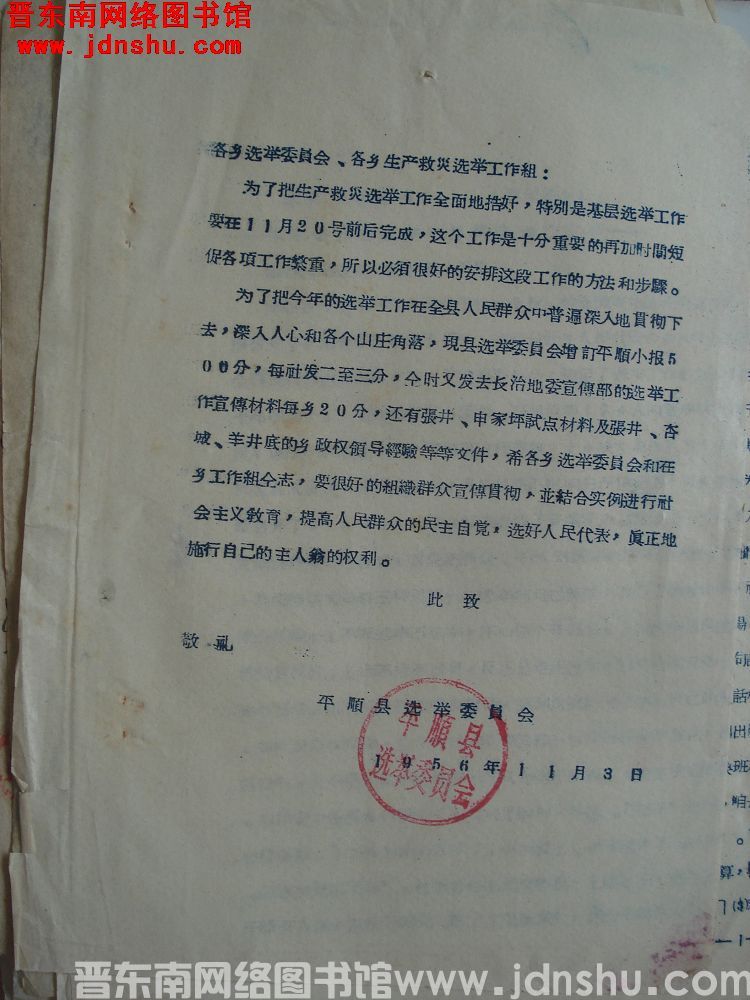 晋东南网络图书馆
www.jdnshu.com
各乡选举委員会、各乡生产救災选举工作組：
为了把生产救災选举工作全面地搞好，特別是基层选举工作
要在11月20号前后完成，这个工作是十分重要的再加时間短
促各項工作繁重，所以必須很好的安排这段工作的方法和步驟。
为了把今年的选举工作在全县人民群众中普遍深入地貫彻下
去，深入人心和各个山庄角落，現县选举委員会增訂平順小报5
00分，每社发二至三分，仝时又发去长治地委宣傳部的选举工
作宣傳材料每乡20分，还有張井、申家坪試点材料及張井、杏
城、羊井底的乡政权領导經驗等等文件，希各乡选举委員会和在
乡工作組仝志，要很好的組織群众宣傳貫彻，並結合实例进行社
会主义敎育，提高人民群众的民主自覚，选好人民代表，眞正地
施行自己的主人翁的权利。
此致
敬礼
平順县选举委員会
1956年11月3日
平順县
选举委员会
晋东南网络图书馆www.jdnshu.com